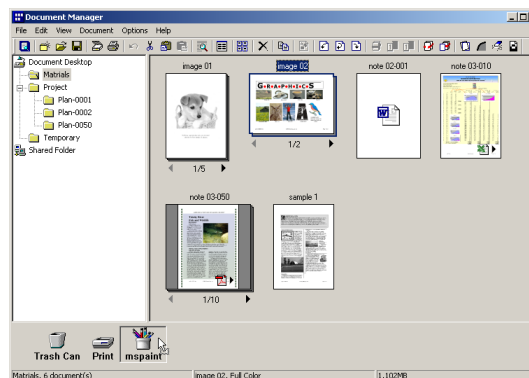 Document Manager
File Edit View Document Options Help
Document Desktop
Matrials
Project
Plan-0001
Plan-0002
Plan-0050
Temporary
Shared Folder
image 01
image 02
note 02-001
note 03-010
G•R•A•P•H•I•C•S
1/5
1/2
note 03-050
sample 1
1/10
Trash Can Print mspaint
Matrials, 6 document(s) image 02, Full Color 1.102MB